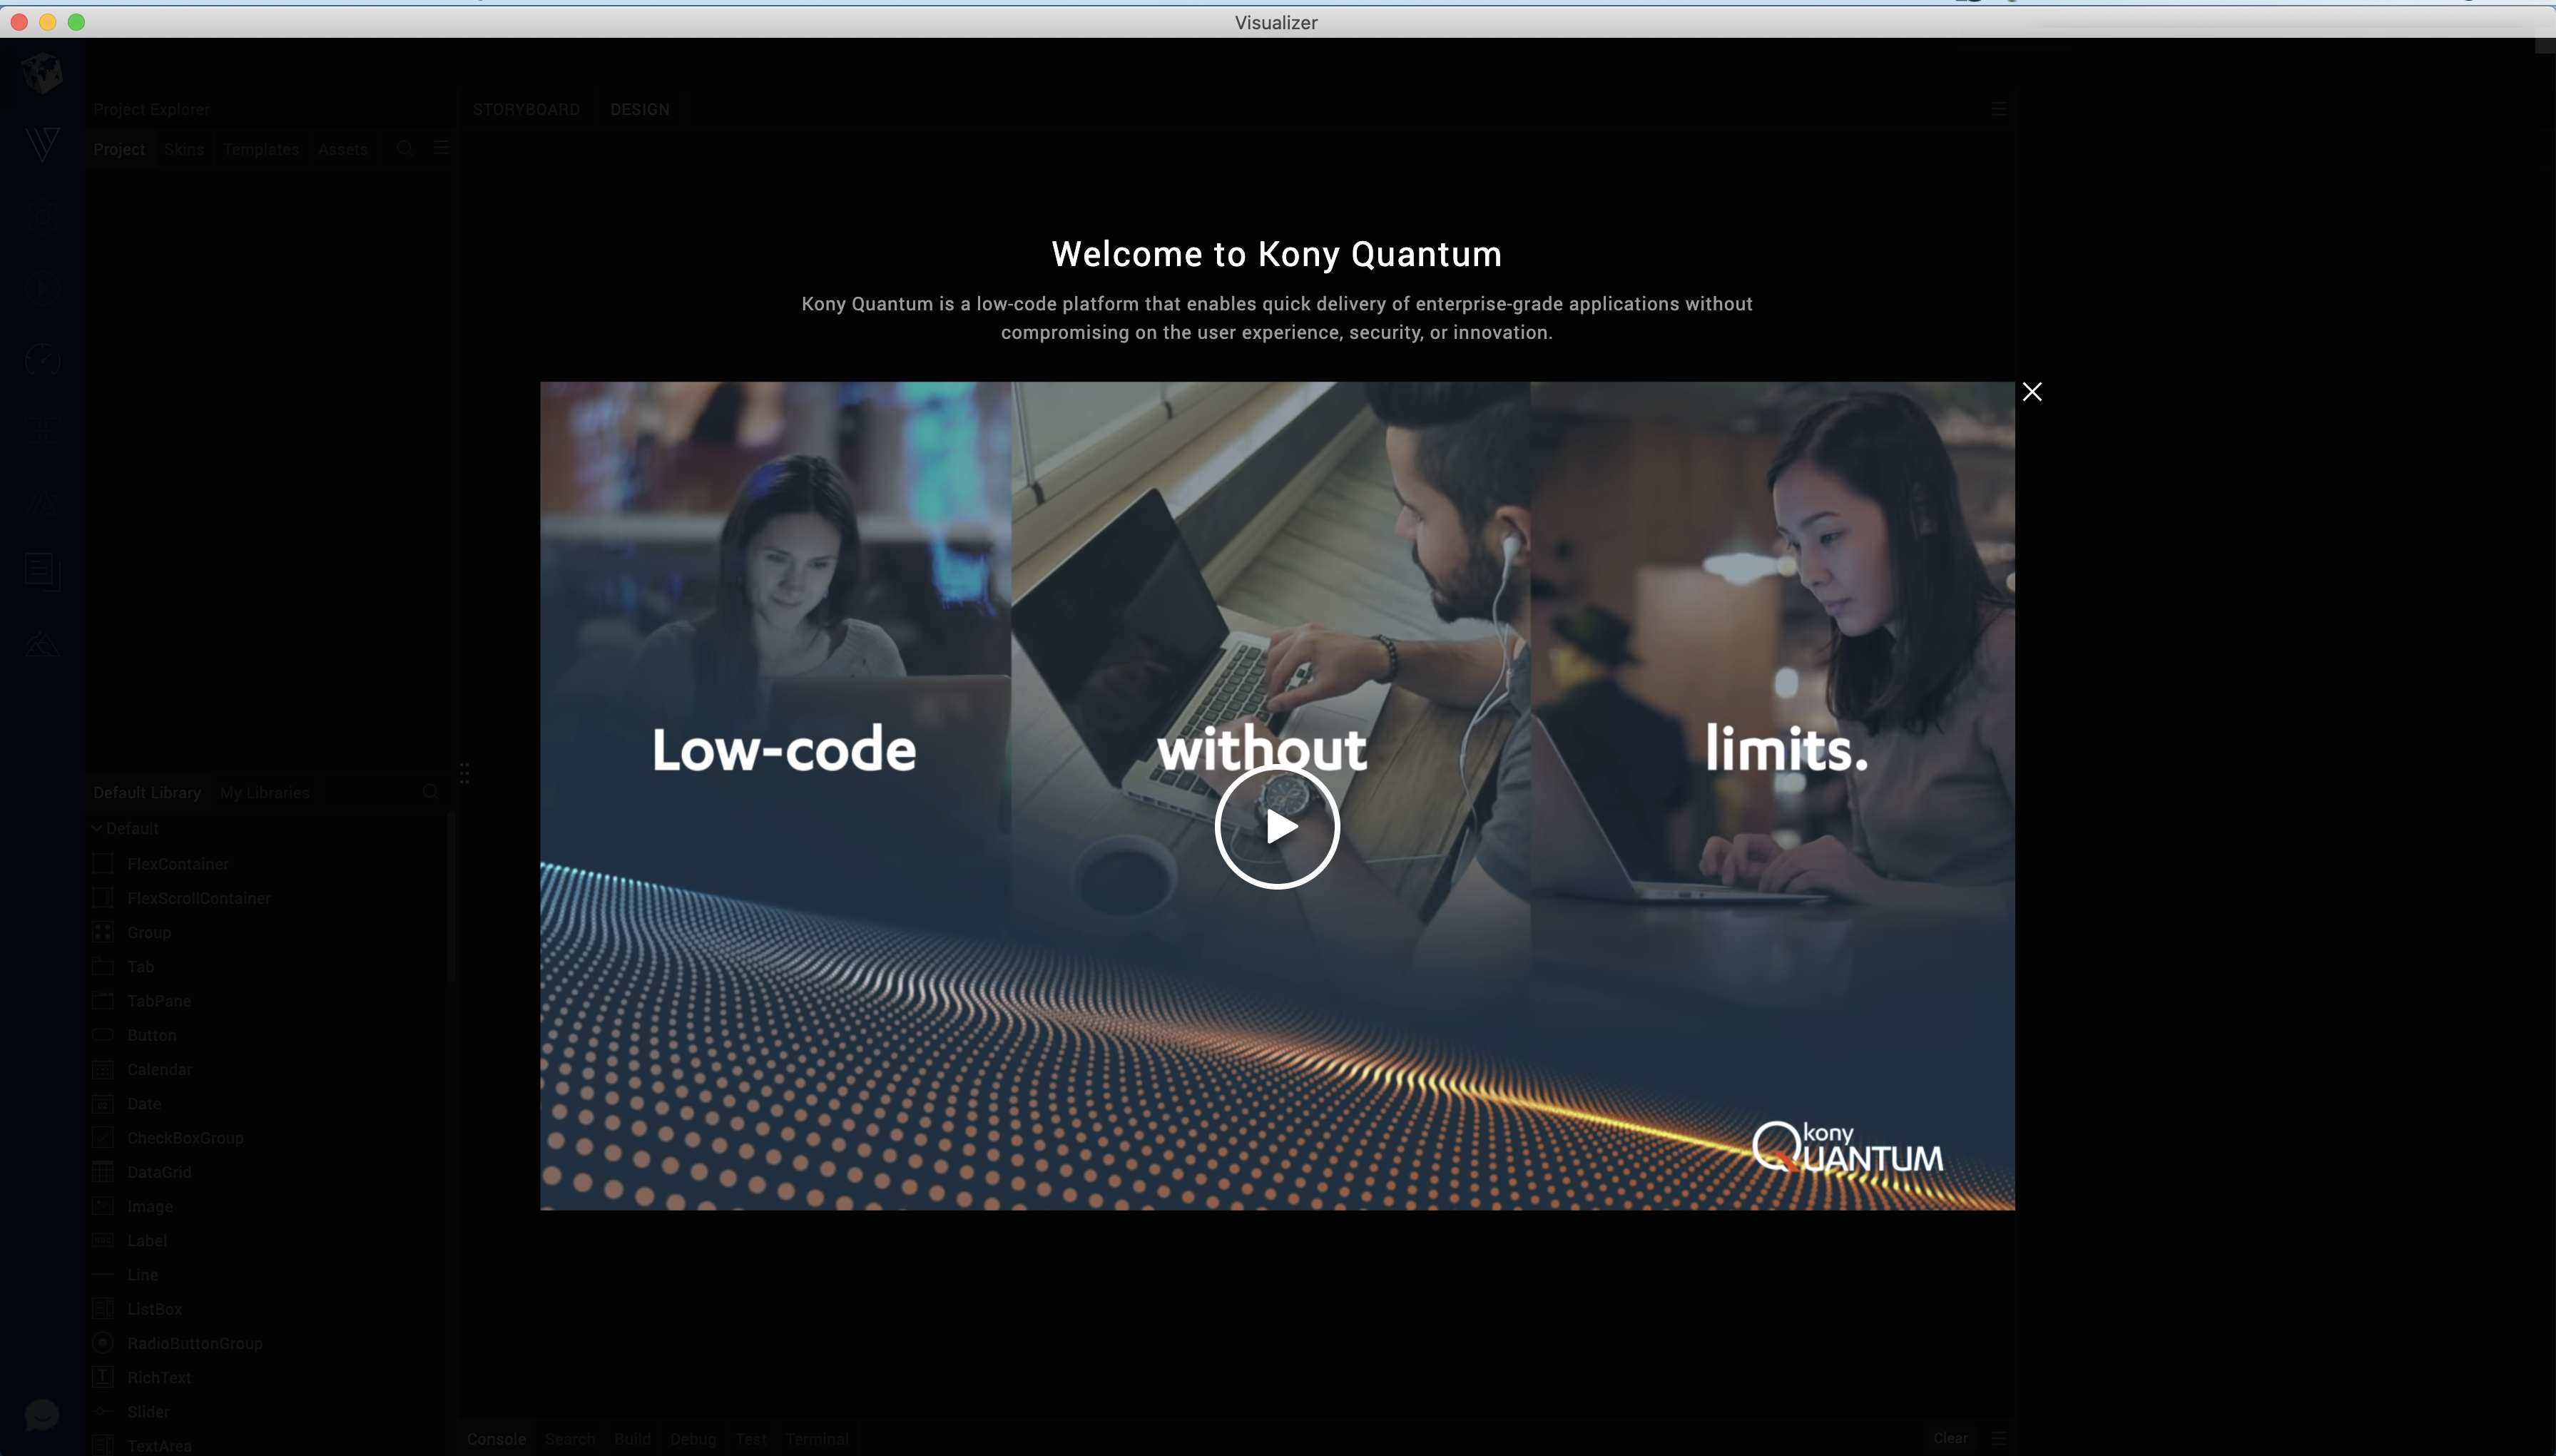 Visualizer
Project Explorer
Project Skins Templates Assets
STORYBOARD DESIGN
Welcome to Kony Quantum
Kony Quantum is a low-code platform that enables quick delivery of enterprise-grade applications without
compromising on the user experience, security, or innovation.
Low-code without limits.
kony
QUANTUM
Default Library My Libraries
Default
FlexContainer
FlexScrollContainer
Group
Tab
TabPane
Button
Calendar
Date
CheckBoxGroup
DataGrid
Image
Label
Line
ListBox
RadioButtonGroup
RichText
Slider
TextArea
Console Search Build Debug Test Terminal
Clear